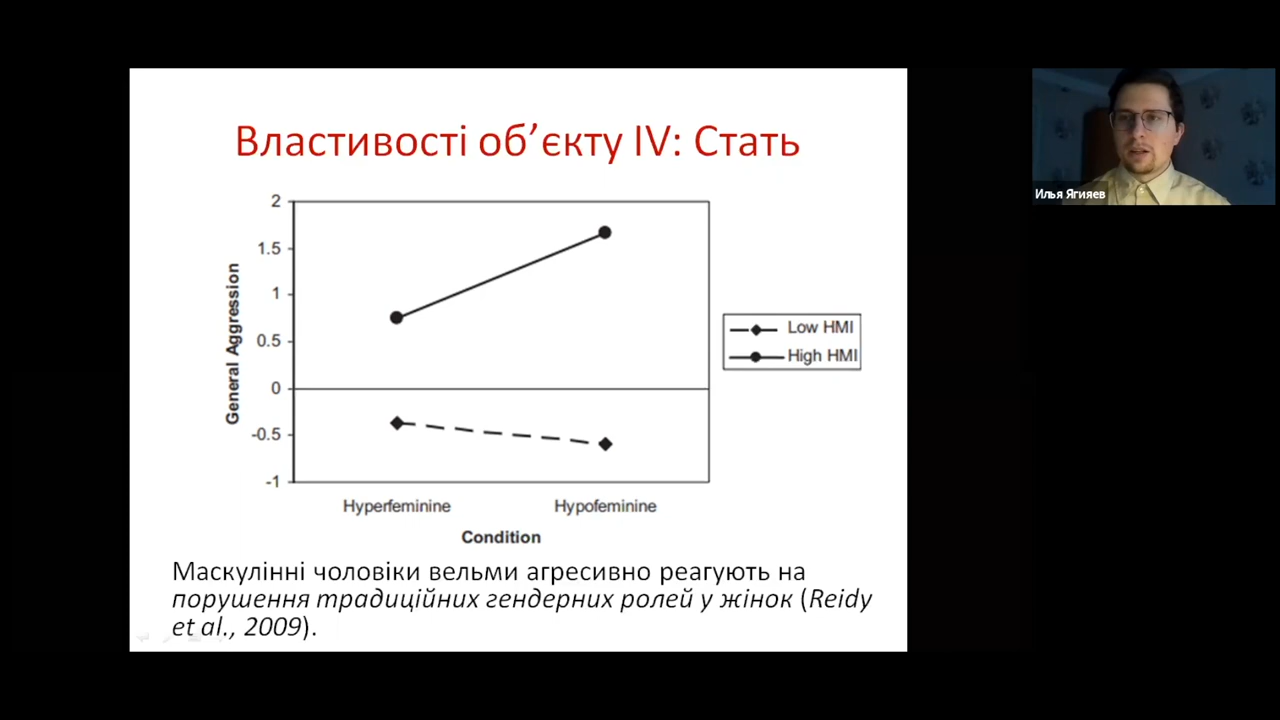 Властивості об’єкту IV: Стать
2
1.5
1
0.5
0
-0.5
-1
General Aggression
Hyperfeminine
Hypofeminine
Condition
Low HMI
High HMI
Маскулінні чоловіки вельми агресивно реагують на
порушення традиційних гендерних ролей у жінок (Reidy
et al., 2009).
Илья Ягияев